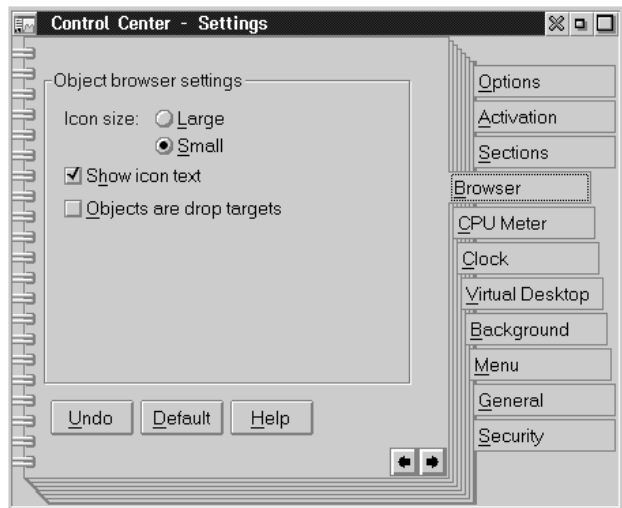 Control Center - Settings
Object browser settings
Icon size: Large
Small
Show icon text
Objects are drop targets
Undo Default Help
Options
Activation
Sections
Browser
CPU Meter
Clock
Virtual Desktop
Background
Menu
General
Security